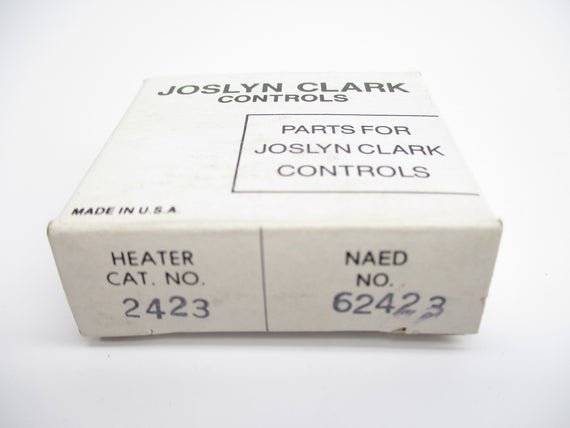 JOSLYN CLARK
CONTROLS
PARTS FOR
JOSLYN CLARK
CONTROLS
MADE IN U.S.A.
HEATER
CAT. NO.
2423
NAED
NO.
62423